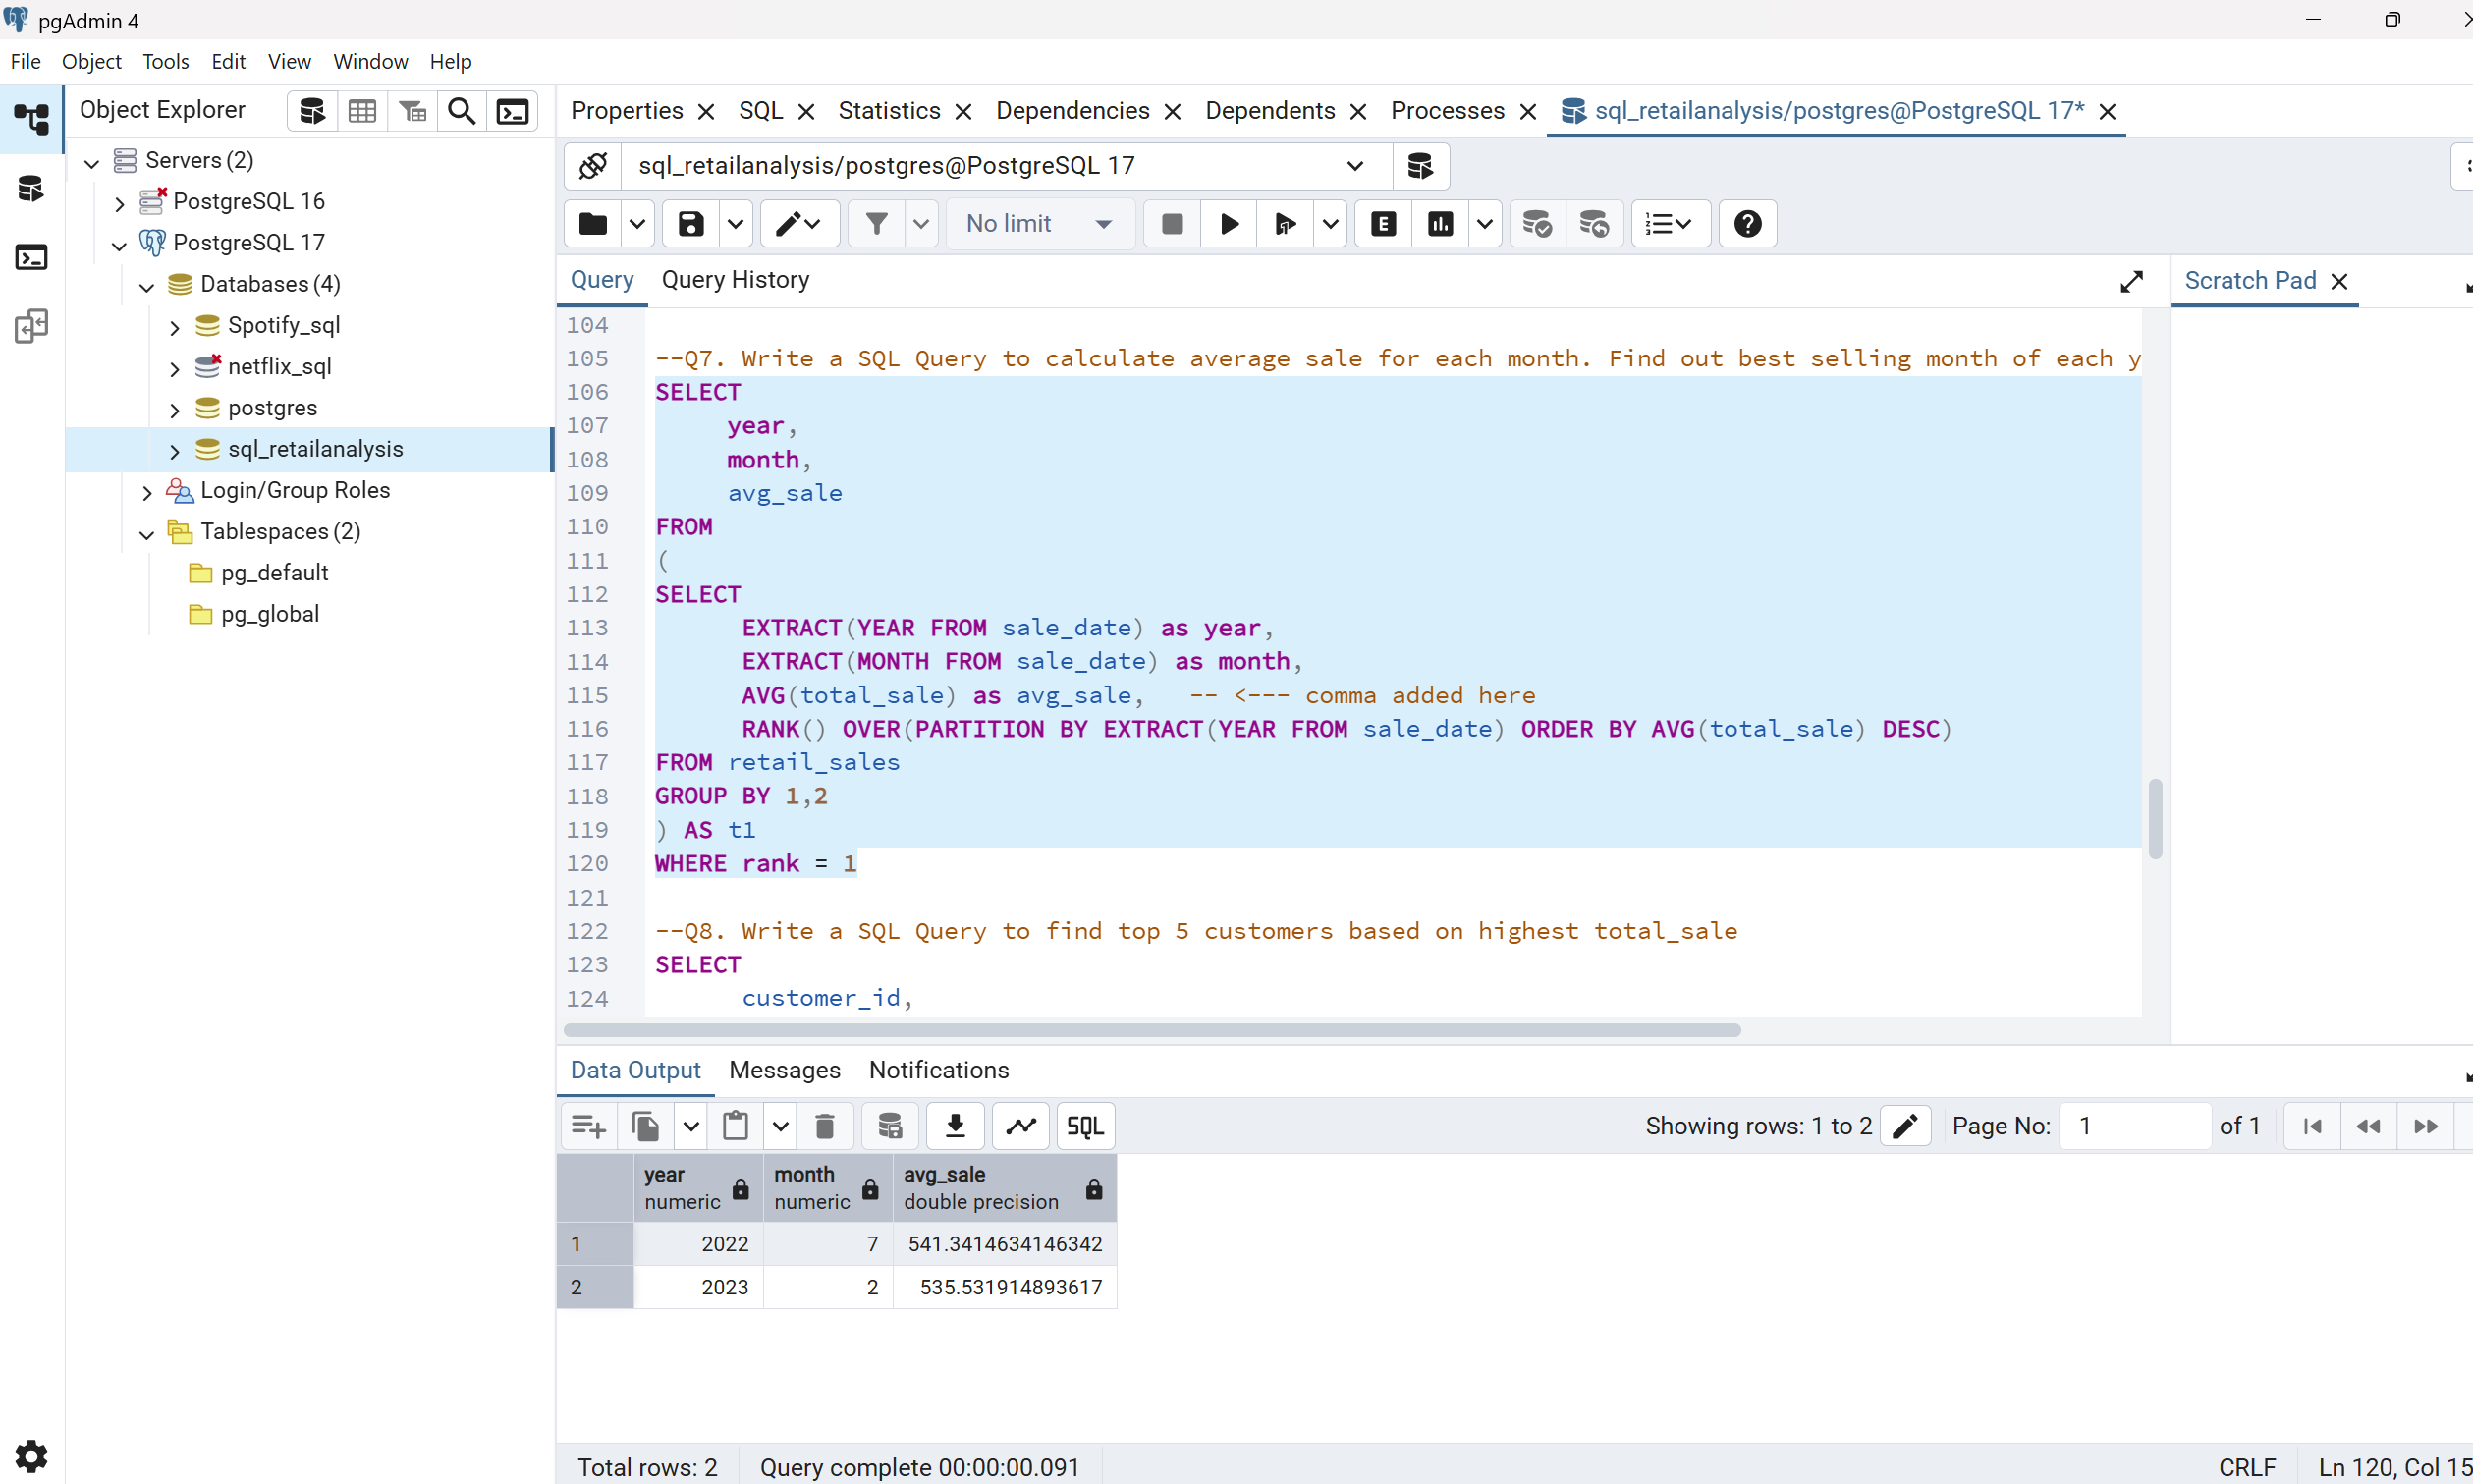 pgAdmin 4
File Object Tools Edit View Window Help
Object Explorer
Servers (2)
PostgreSQL 16
PostgreSQL 17
Databases (4)
Spotify_sql
netflix_sql
postgres
sql_retailanalysis
Login/Group Roles
Tablespaces (2)
pg_default
pg_global
Properties SQL Statistics Dependencies Dependents Processes sql_retailanalysis/postgres@PostgreSQL 17*
sql_retailanalysis/postgres@PostgreSQL 17
No limit E
Query Query History
Scratch Pad
104
105 --Q7. Write a SQL Query to calculate average sale for each month. Find out best selling month of each y
106 SELECT
107 year,
108 month,
109 avg_sale
110 FROM
111 (
112 SELECT
113 EXTRACT(YEAR FROM sale_date) as year,
114 EXTRACT(MONTH FROM sale_date) as month,
115 AVG(total_sale) as avg_sale, -- <--- comma added here
116 RANK() OVER(PARTITION BY EXTRACT(YEAR FROM sale_date) ORDER BY AVG(total_sale) DESC)
117 FROM retail_sales
118 GROUP BY 1,2
119 ) AS t1
120 WHERE rank = 1
121
122 --Q8. Write a SQL Query to find top 5 customers based on highest total_sale
123 SELECT
124 customer_id,
Data Output Messages Notifications
SQL Showing rows: 1 to 2 Page No: 1 of 1
year month avg_sale
numeric numeric double precision
1 2022 7 541.3414634146342
2 2023 2 535.531914893617
Total rows: 2 Query complete 00:00:00.091 CRLF Ln 120, Col 15